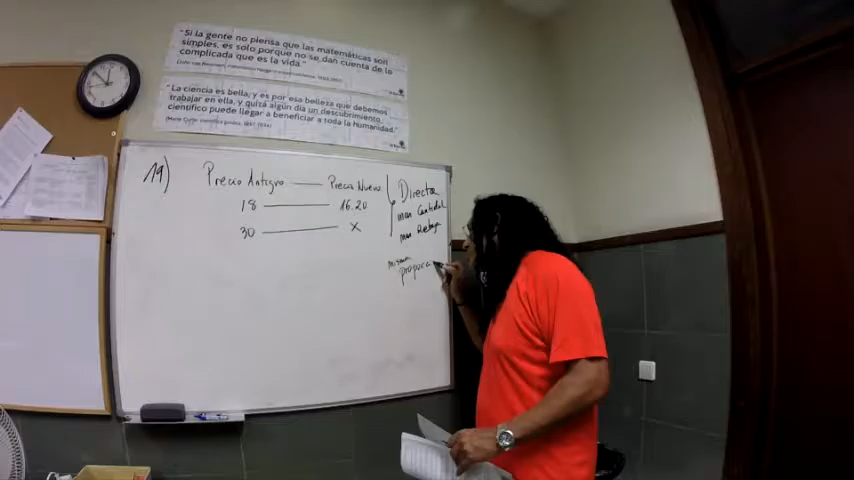 "Si la gente no piensa que las matemáticas son
simples, es solo porque no se dan cuenta de lo
complicada que es la vida"
"La ciencia es bella, y es por esa belleza que debemos
trabajar en ella, y quizá algún día un descubrimiento
científico puede llegar a beneficiar a toda la humanidad"
19) Precio Antiguo — Precio Nuevo
18 — 16.20
30 — x
Directa
mas Cantidad
mas Rebaja
misma
proporc